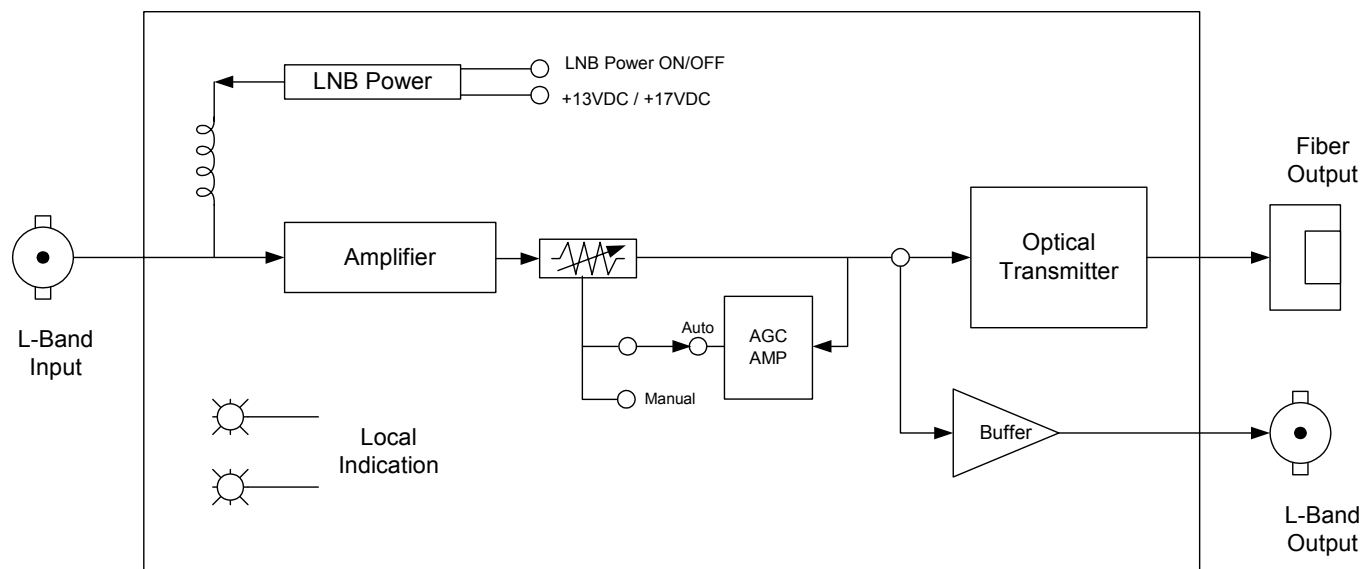 LNB Power
LNB Power ON/OFF
+13VDC / +17VDC
Fiber
Output
Amplifier
Optical
Transmitter
L-Band
Input
Auto
AGC
AMP
Manual
Local
Indication
Buffer
L-Band
Output